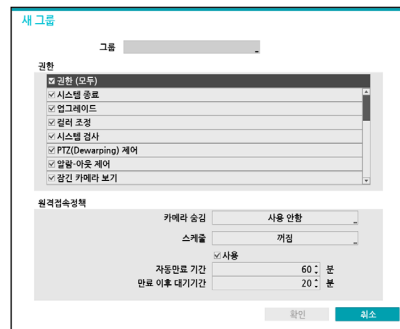 새 그룹
그룹
권한
권한 (모두)
시스템 종료
업그레이드
컬러 조정
시스템 검사
PTZ(Dewarping) 제어
알람-아웃 제어
잠긴 카메라 보기
원격접속정책
카메라 숨김 사용 안함
스케줄 꺼짐
사용
자동만료 기간 60 분
만료 이후 대기기간 20 분
확인 취소